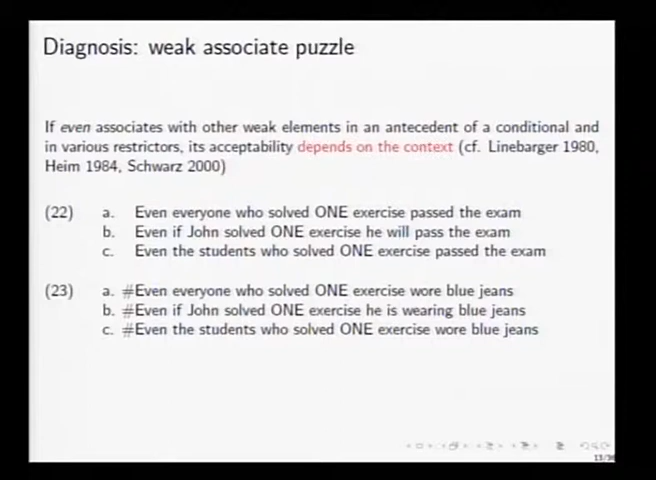 Diagnosis: weak associate puzzle
If even associates with other weak elements in an antecedent of a conditional and
in various restrictors, its acceptability depends on the context (cf. Linebarger 1980,
Heim 1984, Schwarz 2000)
(22) a. Even everyone who solved ONE exercise passed the exam
b. Even if John solved ONE exercise he will pass the exam
c. Even the students who solved ONE exercise passed the exam
(23) a. #Even everyone who solved ONE exercise wore blue jeans
b. #Even if John solved ONE exercise he is wearing blue jeans
c. #Even the students who solved ONE exercise wore blue jeans